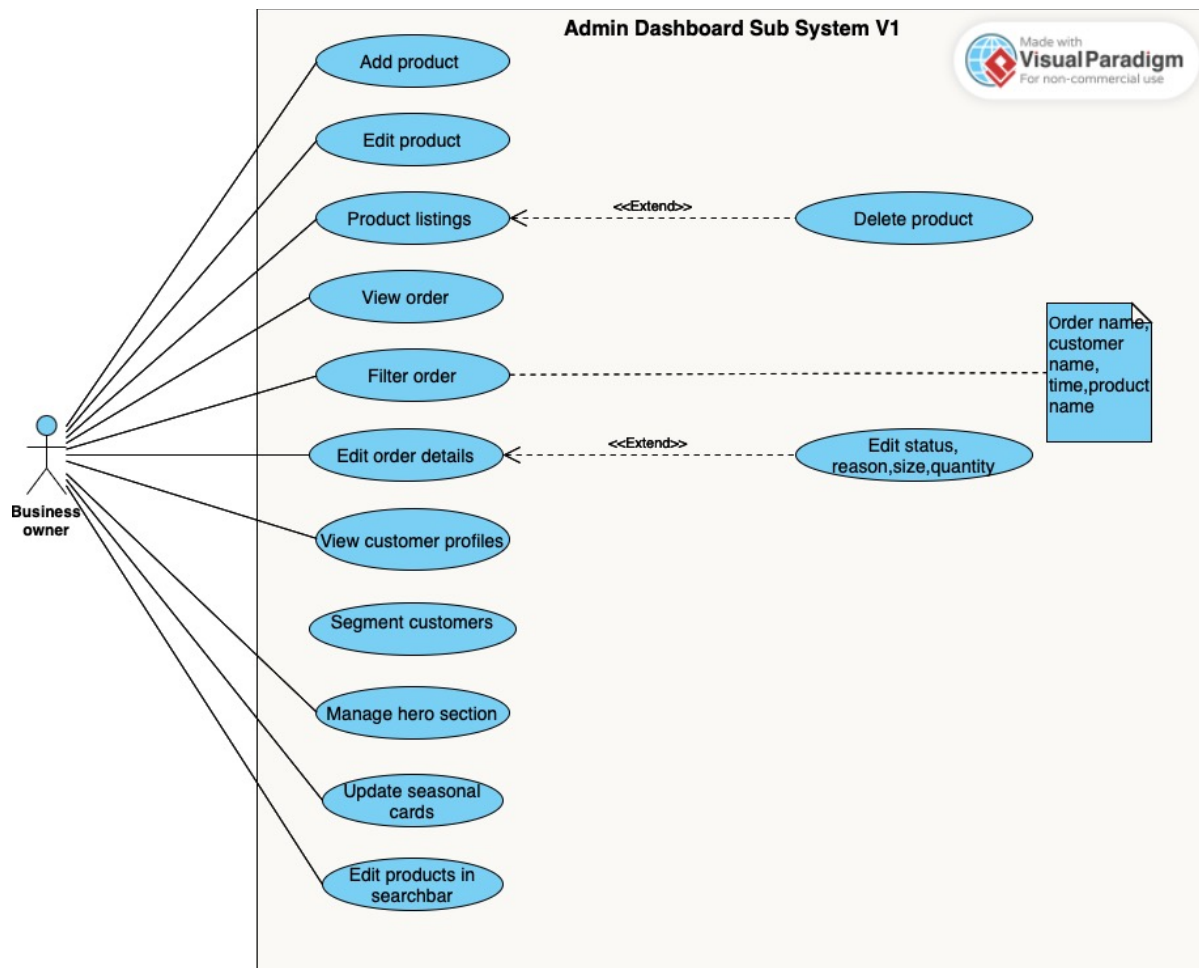 Admin Dashboard Sub System V1
Made with
Visual Paradigm
For non-commercial use
Add product
Edit product
Product listings
<<Extend>>
Delete product
View order
Order name,
customer
name,
time,product
name
Filter order
Edit order details
<<Extend>>
Edit status,
reason,size,quantity
Business
owner
View customer profiles
Segment customers
Manage hero section
Update seasonal
cards
Edit products in
searchbar